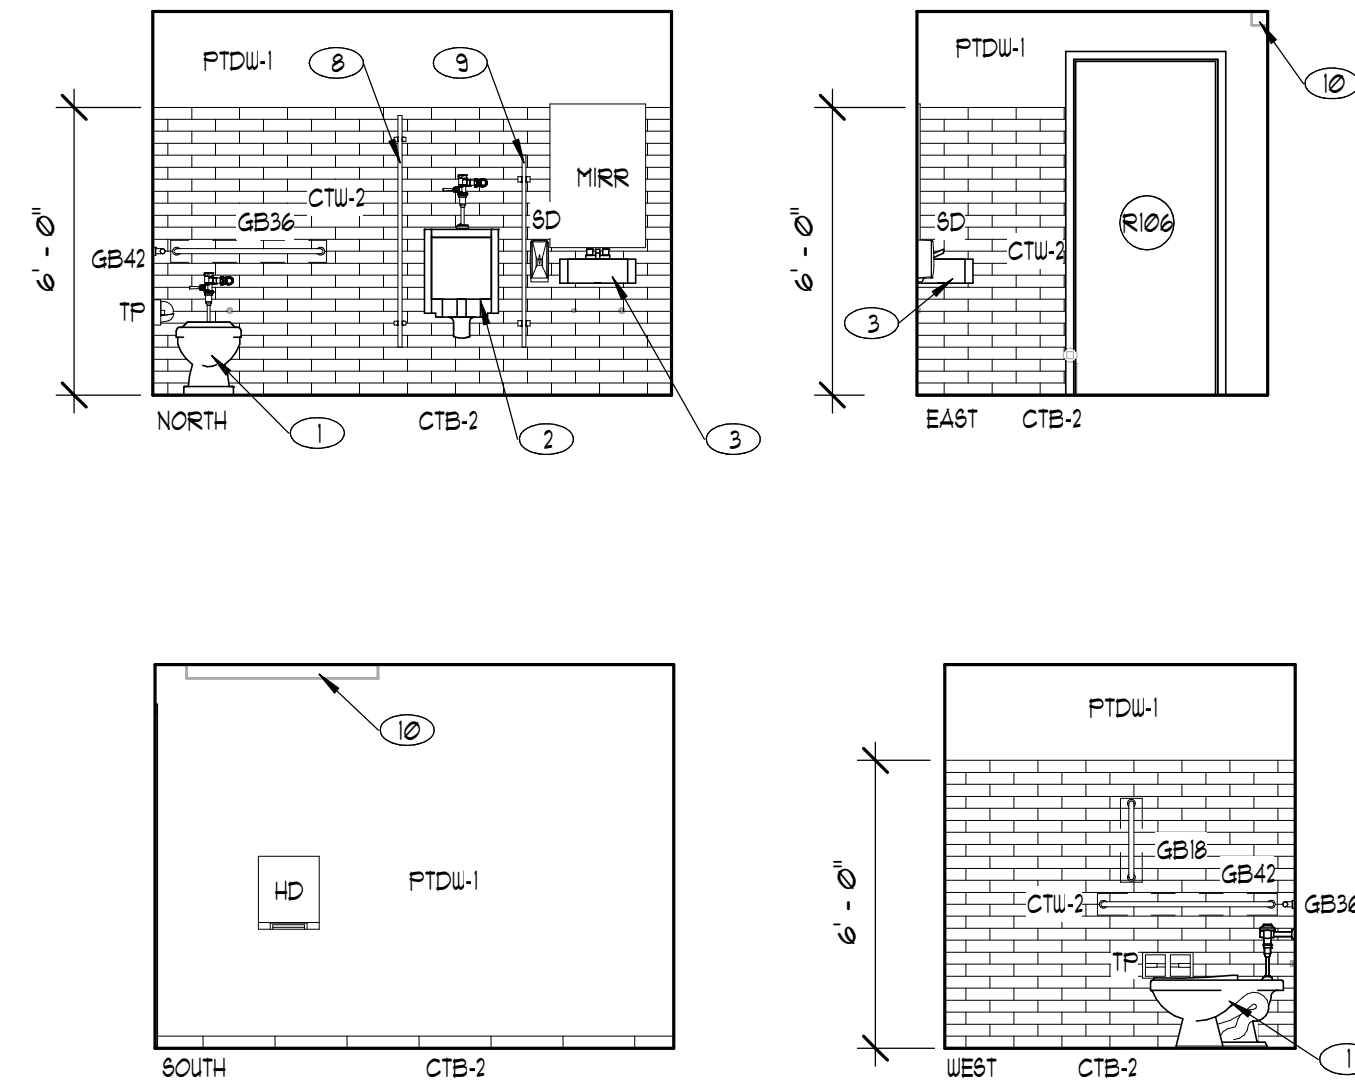 PTDW-1
8
9
MIRR
CTW-2
GB36
SD
GB42
TP
6' - 0"
NORTH
CTB-2
1
2
3
PTDW-1
10
R106
SD
CTW-2
6' - 0"
3
EAST
CTB-2
10
HD
PTDW-1
SOUTH
CTB-2
PTDW-1
GB18
GB42
CTW-2
GB36
TP
6' - 0"
1
WEST
CTB-2